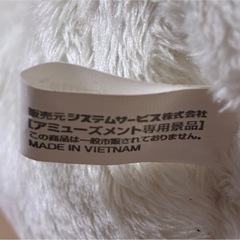 販売元 システムサービス株式会社
【アミューズメント専用景品】
この商品は一般市販されておりません。
MADE IN VIETNAM